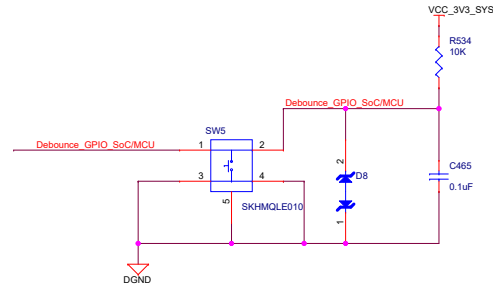 VCC_3V3_SYS
R534
10K
Debounce_GPIO_SoC/MCU
SW5
Debounce_GPIO_SoC/MCU
1
2
C465
0.1uF
2
D8
3
4
SKHMQLE010
5
1
DGND